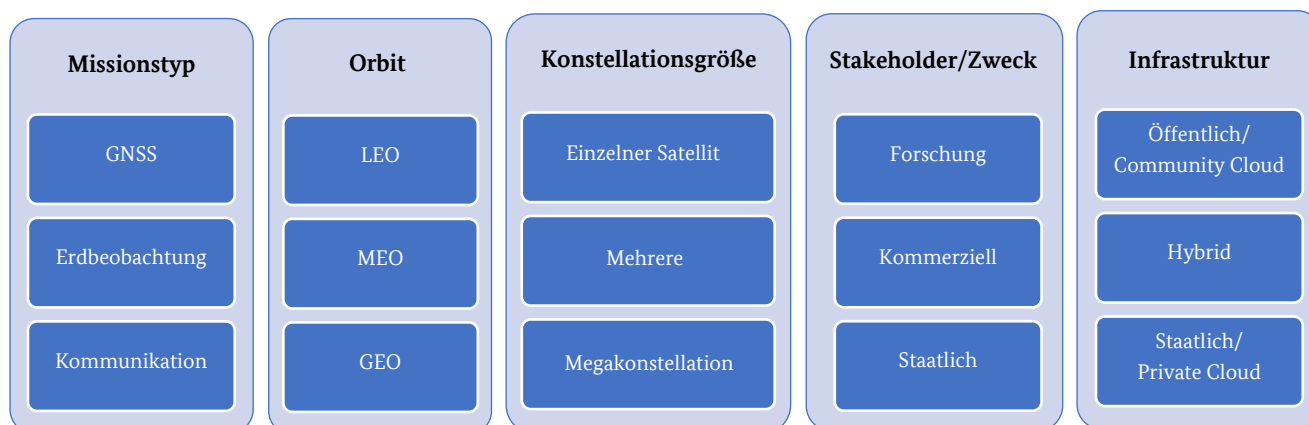 Missionstyp
GNSS
Erdbeobachtung
Kommunikation
Orbit
LEO
MEO
GEO
Konstellationsgröße
Einzelner Satellit
Mehrere
Megakonstellation
Stakeholder/Zweck
Forschung
Kommerziell
Staatlich
Infrastruktur
Öffentlich/
Community Cloud
Hybrid
Staatlich/
Private Cloud